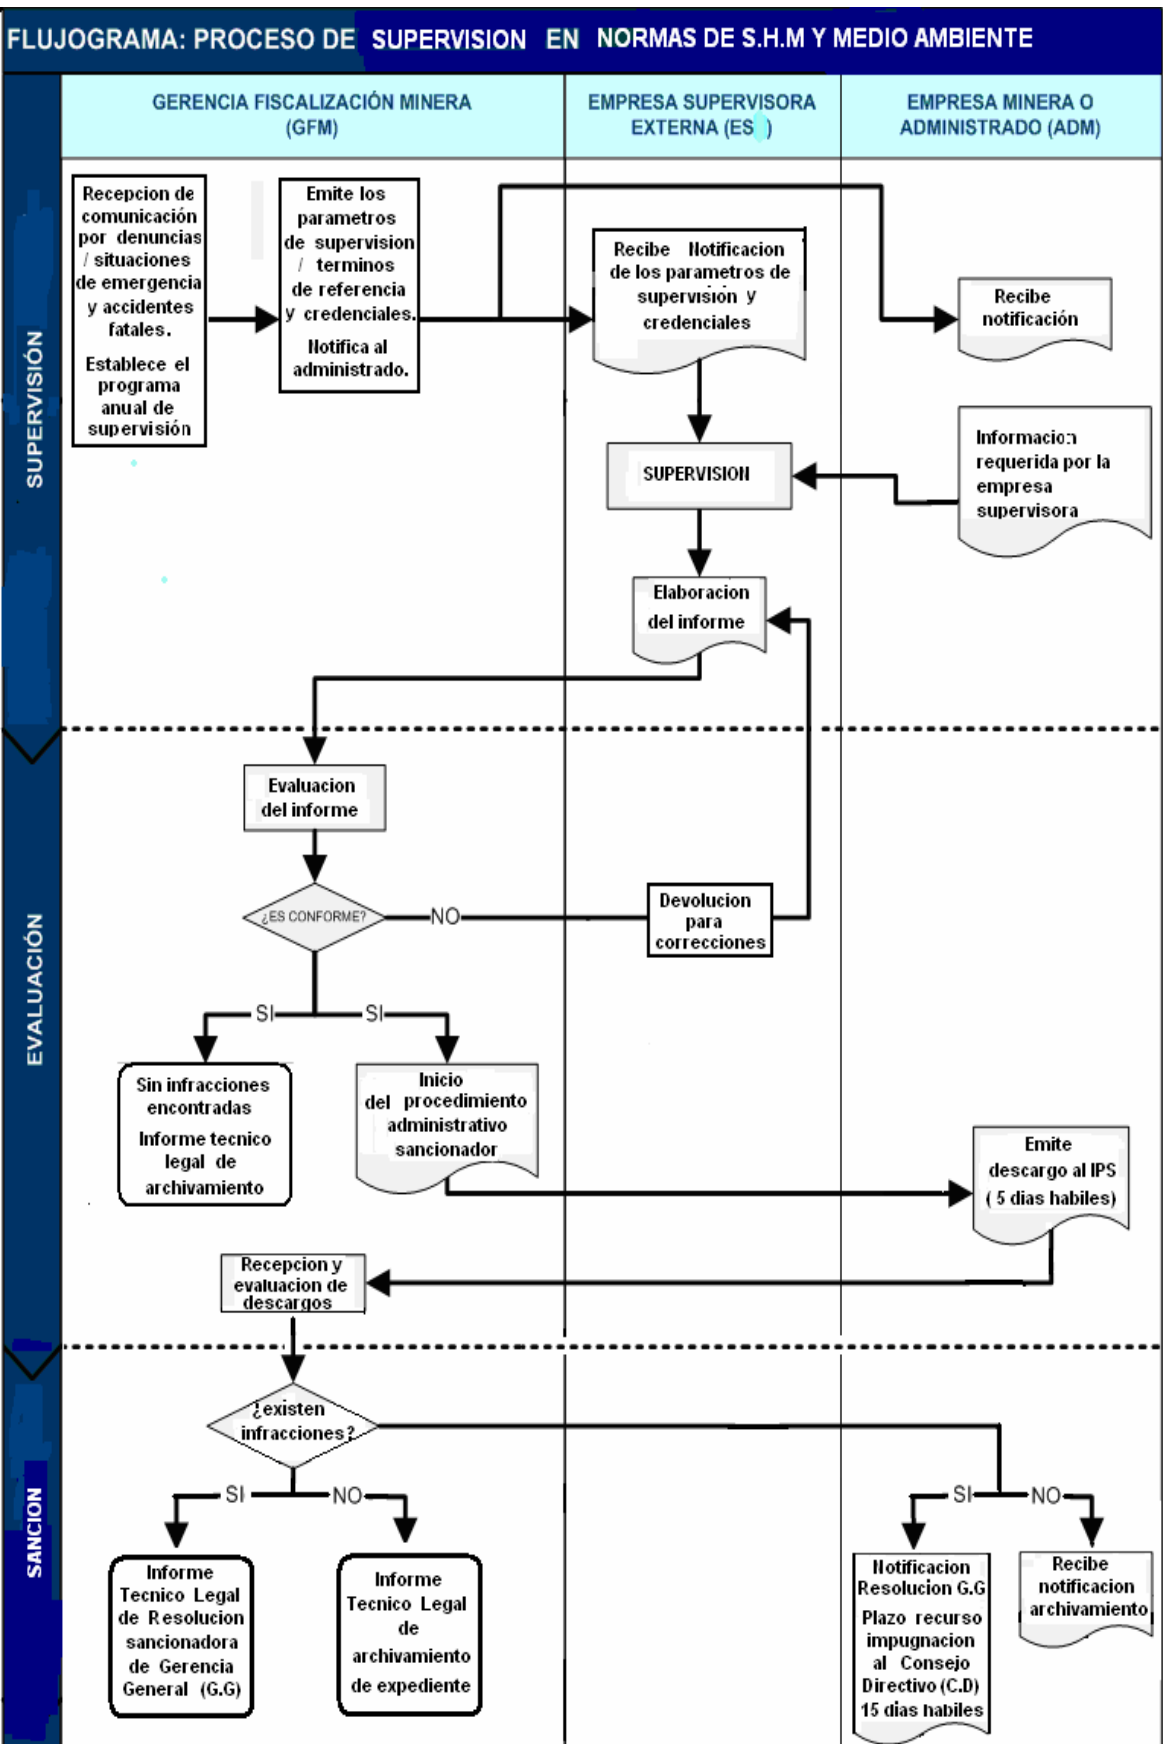 FLUJOGRAMA: PROCESO DE SUPERVISION EN NORMAS DE S.H.M Y MEDIO AMBIENTE
GERENCIA FISCALIZACIÓN MINERA
(GFM)
EMPRESA SUPERVISORA
EXTERNA (ES )
EMPRESA MINERA O
ADMINISTRADO (ADM)
SUPERVISIÓN
Recepcion de
comunicación
por denuncias
/ situaciones
de emergencia
y accidentes
fatales.
Establece el
programa
anual de
supervisión
Emite los
parametros
de supervision
/ terminos
de referencia
y credenciales.
Notifica al
administrado.
Recibe Notificacion
de los parametros de
supervisión y
credenciales
Recibe
notificación
SUPERVISION
Informacion
requerida por la
empresa
supervisora
Elaboracion
del informe
EVALUACIÓN
Evaluacion
del informe
¿ES CONFORME?
NO
Devolucion
para
correcciones
SI
SI
Sin infracciones
encontradas
Informe tecnico
legal de
archivamiento
Inicio
del procedimiento
administrativo
sancionador
Emite
descargo al IPS
( 5 dias habiles)
Recepcion y
evaluacion de
descargos
SANCION
¿existen
infracciones?
SI
NO
SI
NO
Informe
Tecnico Legal
de Resolucion
sancionadora
de Gerencia
General (G.G)
Informe
Tecnico Legal
de
archivamiento
de expediente
Notificacion
Resolucion G.G
Plazo recurso
impugnacion
al Consejo
Directivo (C.D)
15 dias habiles
Recibe
notificacion
archivamiento